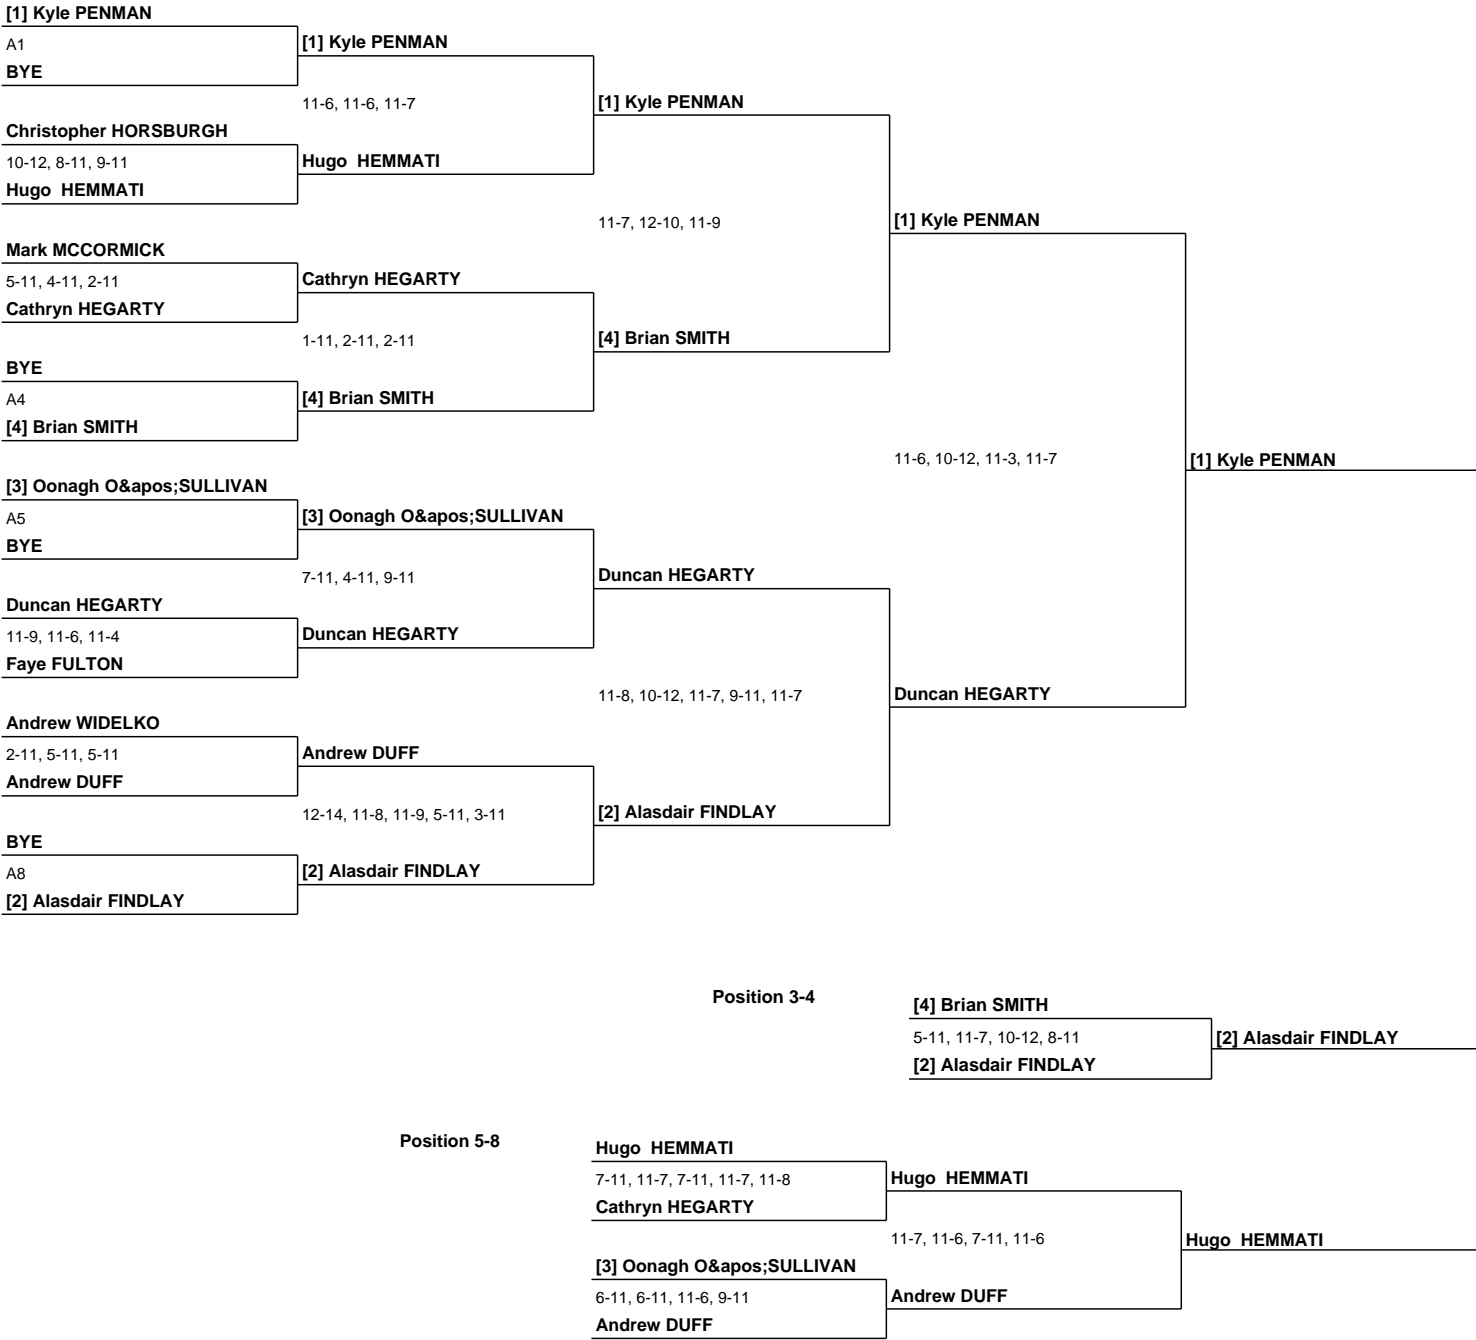 [1] Kyle PENMAN
A1
BYE
[1] Kyle PENMAN
11-6, 11-6, 11-7
Christopher HORSBURGH
10-12, 8-11, 9-11
Hugo  HEMMATI
Hugo  HEMMATI
[1] Kyle PENMAN
11-7, 12-10, 11-9
Mark MCCORMICK
5-11, 4-11, 2-11
Cathryn HEGARTY
Cathryn HEGARTY
1-11, 2-11, 2-11
BYE
A4
[4] Brian SMITH
[4] Brian SMITH
[4] Brian SMITH
[1] Kyle PENMAN
11-6, 10-12, 11-3, 11-7
[1] Kyle PENMAN
[3] Oonagh O&apos;SULLIVAN
A5
BYE
[3] Oonagh O&apos;SULLIVAN
7-11, 4-11, 9-11
Duncan HEGARTY
11-9, 11-6, 11-4
Faye FULTON
Duncan HEGARTY
Duncan HEGARTY
11-8, 10-12, 11-7, 9-11, 11-7
Duncan HEGARTY
Andrew WIDELKO
2-11, 5-11, 5-11
Andrew DUFF
Andrew DUFF
12-14, 11-8, 11-9, 5-11, 3-11
[2] Alasdair FINDLAY
BYE
A8
[2] Alasdair FINDLAY
[2] Alasdair FINDLAY
Position 3-4
[4] Brian SMITH
5-11, 11-7, 10-12, 8-11
[2] Alasdair FINDLAY
[2] Alasdair FINDLAY
Position 5-8
Hugo  HEMMATI
7-11, 11-7, 7-11, 11-7, 11-8
Cathryn HEGARTY
Hugo  HEMMATI
11-7, 11-6, 7-11, 11-6
Hugo  HEMMATI
[3] Oonagh O&apos;SULLIVAN
6-11, 6-11, 11-6, 9-11
Andrew DUFF
Andrew DUFF